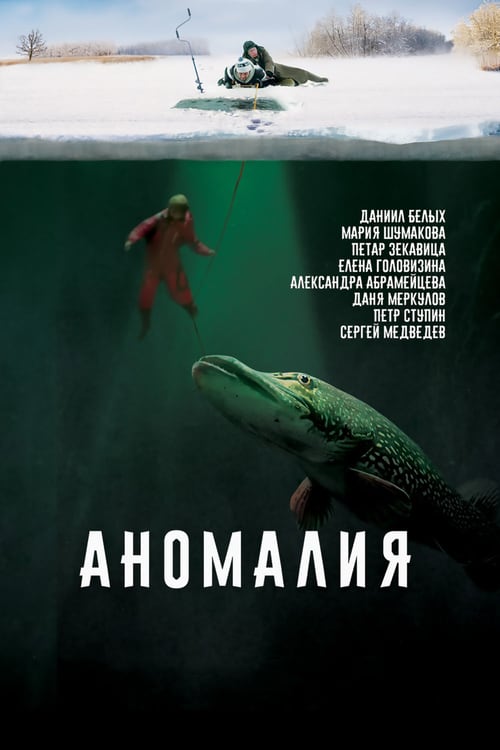 ДАНИИЛ БЕЛЫХ
МАРИЯ ШУМАКОВА
ПЕТАР ЗЕКАВИЦА
ЕЛЕНА ГОЛОВИЗИНА
АЛЕКСАНДРА АБРАМЕЙЦЕВА
ДАНЯ МЕРКУЛОВ
ПЕТР СТУПИН
СЕРГЕЙ МЕДВЕДЕВ
АНОМАЛИЯ